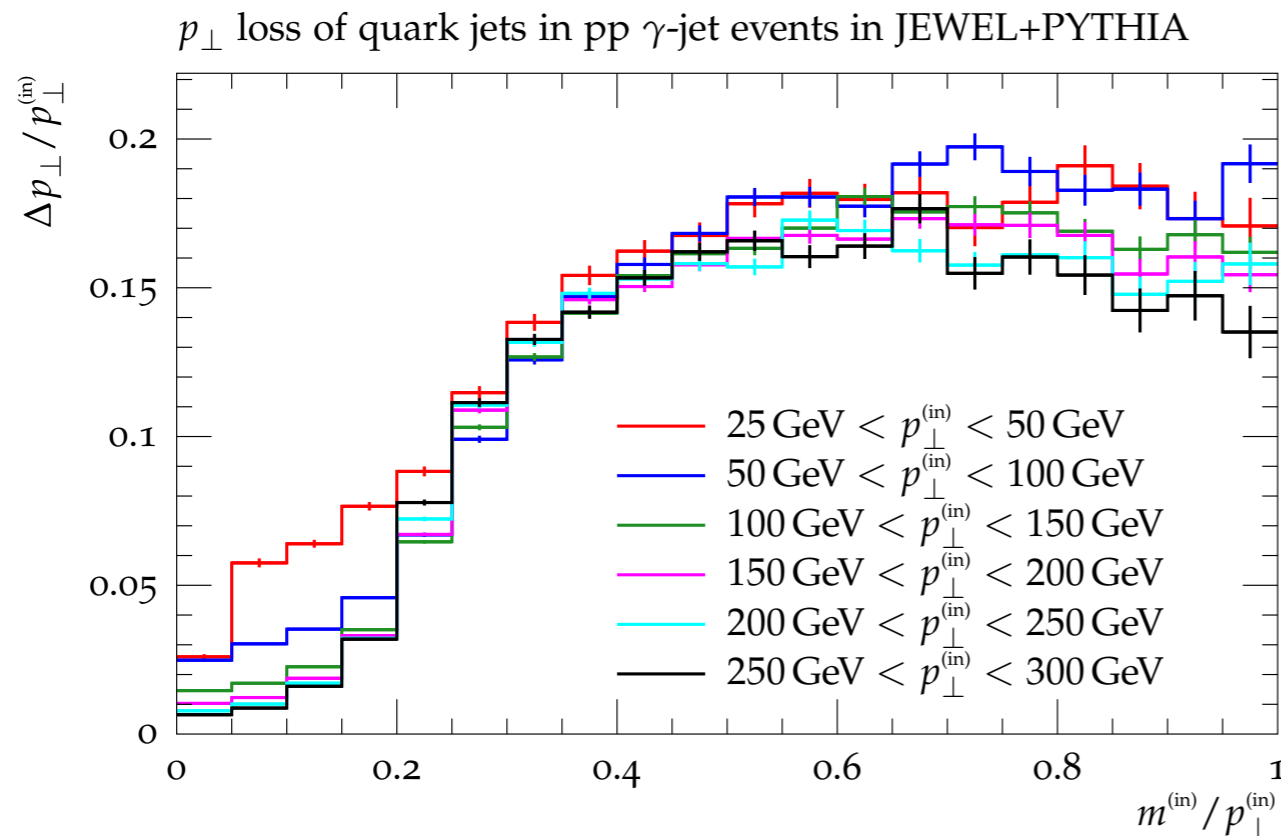 p⊥ loss of quark jets in pp γ-jet events in JEWEL+PYTHIA
Δp⊥/p⊥^(in)
0.2
0.15
0.1
0.05
0
25 GeV < p⊥^(in) < 50 GeV
50 GeV < p⊥^(in) < 100 GeV
100 GeV < p⊥^(in) < 150 GeV
150 GeV < p⊥^(in) < 200 GeV
200 GeV < p⊥^(in) < 250 GeV
250 GeV < p⊥^(in) < 300 GeV
0 0.2 0.4 0.6 0.8 1
m^(in)/p⊥^(in)